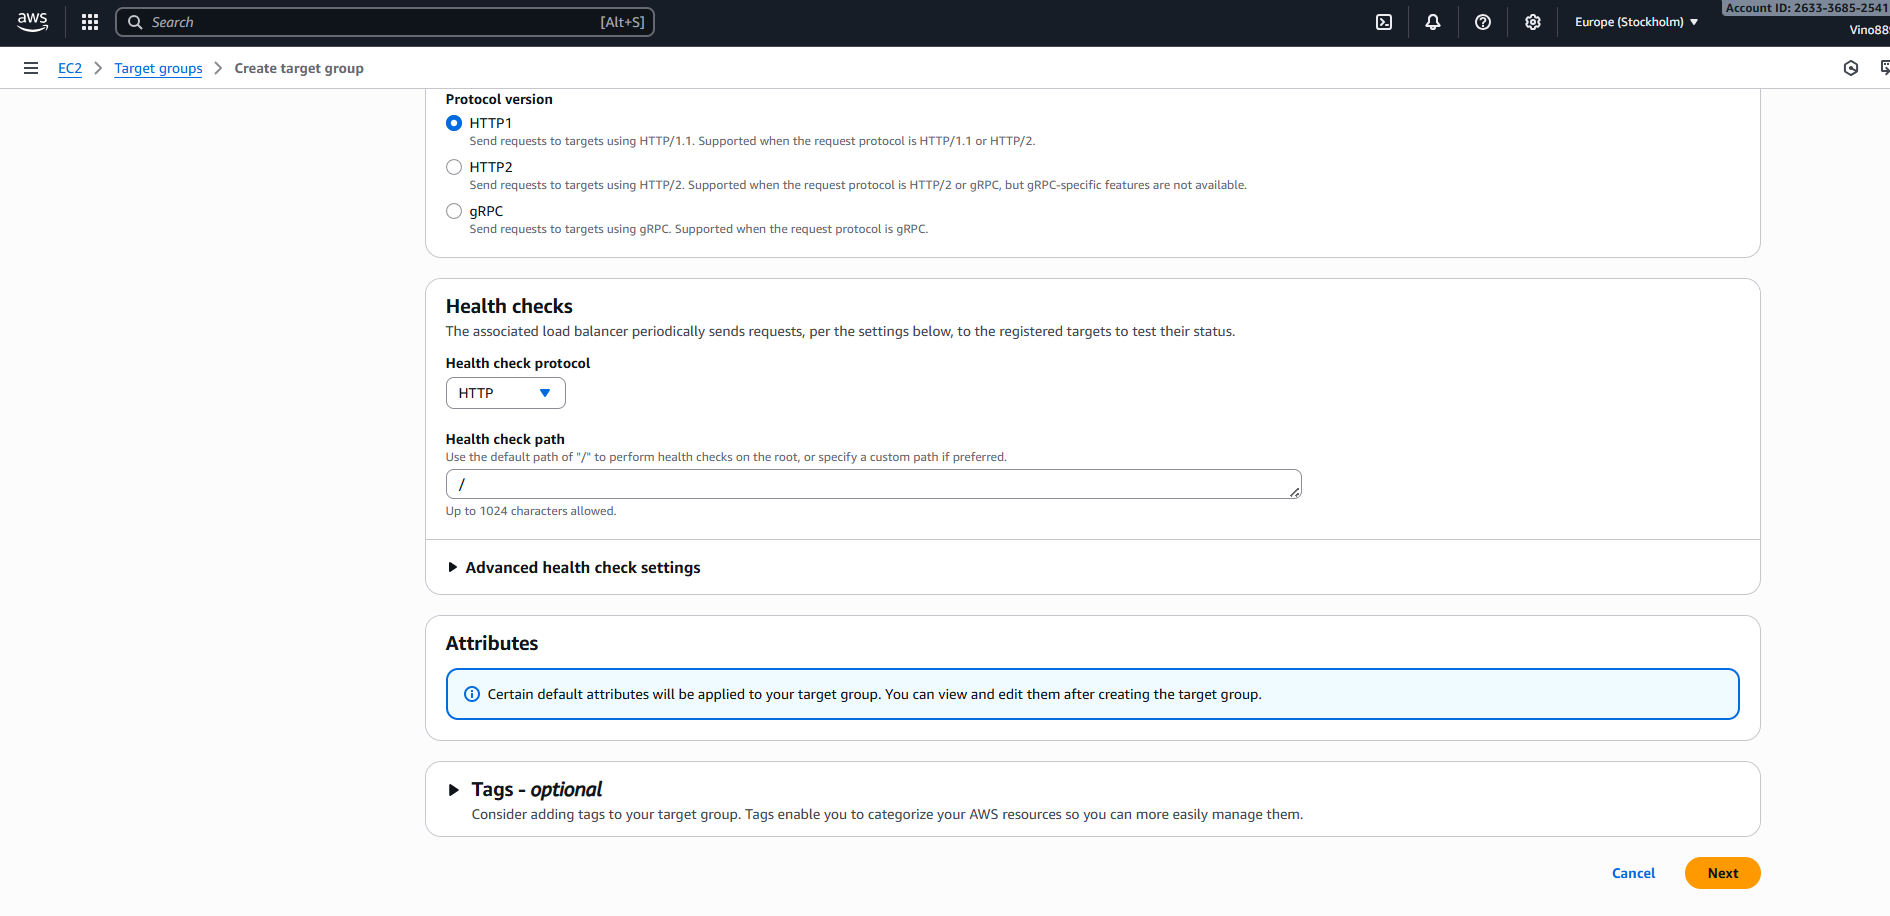 aws
Search [Alt+S]
Europe (Stockholm)
Account ID: 2633-3685-2541
EC2 Target groups Create target group
Protocol version
HTTP1
Send requests to targets using HTTP/1.1. Supported when the request protocol is HTTP/1.1 or HTTP/2.
HTTP2
Send requests to targets using HTTP/2. Supported when the request protocol is HTTP/2 or gRPC, but gRPC-specific features are not available.
gRPC
Send requests to targets using gRPC. Supported when the request protocol is gRPC.
Health checks
The associated load balancer periodically sends requests, per the settings below, to the registered targets to test their status.
Health check protocol
HTTP
Health check path
Use the default path of "/" to perform health checks on the root, or specify a custom path if preferred.
/
Up to 1024 characters allowed.
Advanced health check settings
Attributes
Certain default attributes will be applied to your target group. You can view and edit them after creating the target group.
Tags - optional
Consider adding tags to your target group. Tags enable you to categorize your AWS resources so you can more easily manage them.
Cancel Next